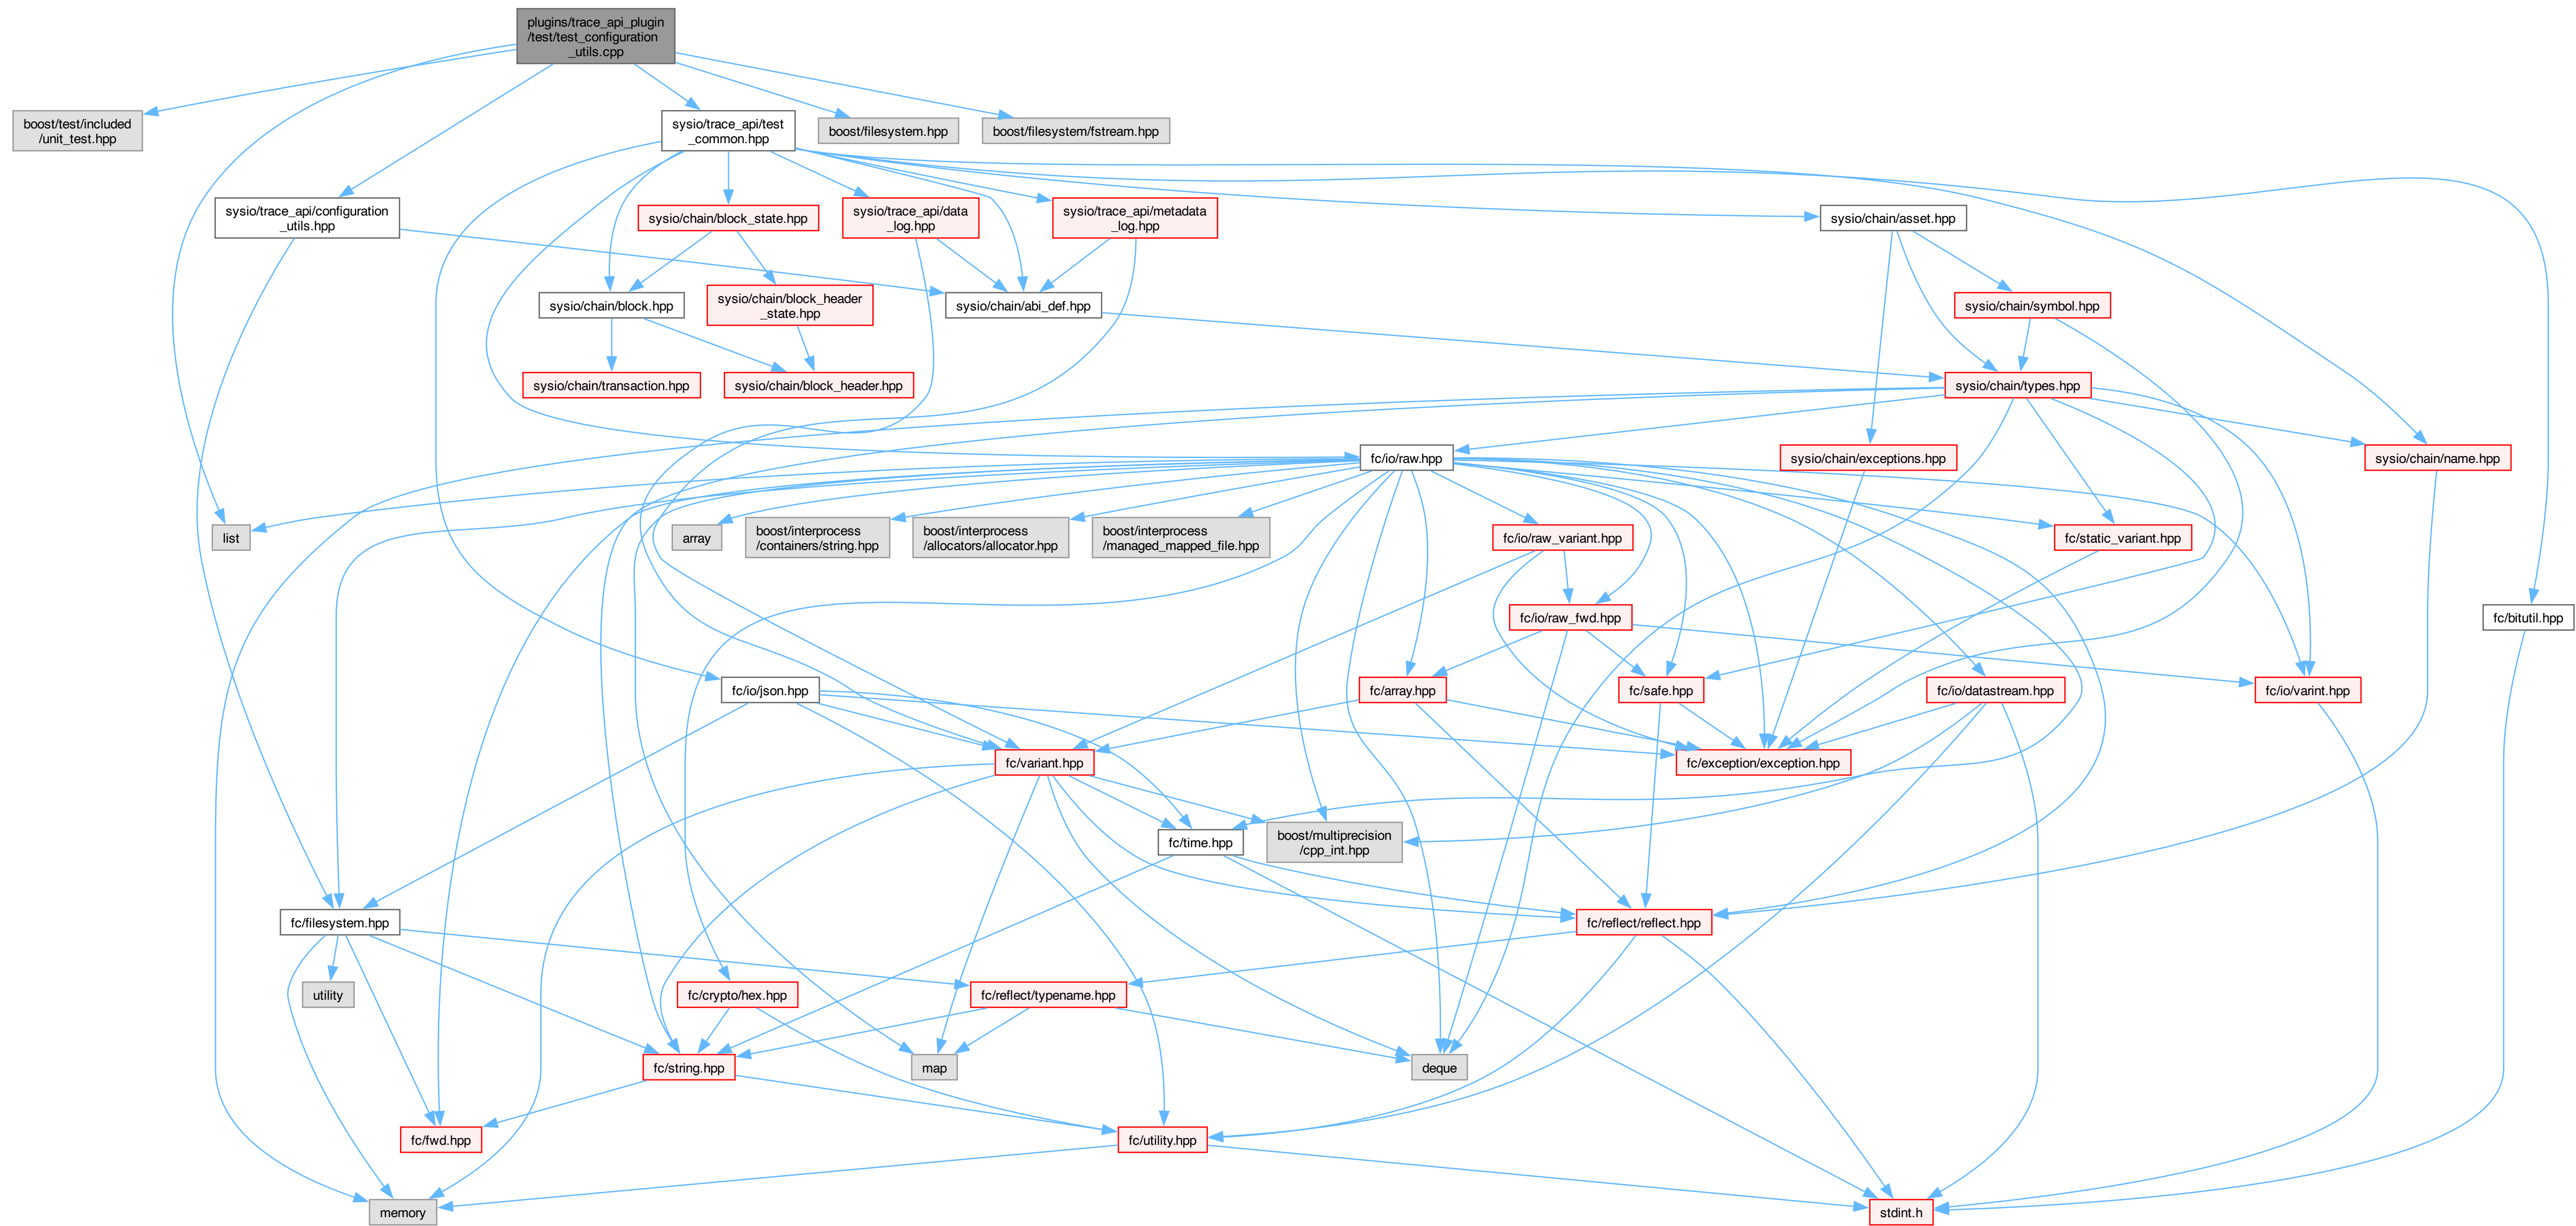 plugins/trace_api_plugin
/test/test_configuration
_utils.cpp
boost/test/included
/unit_test.hpp
sysio/trace_api/test
_common.hpp
boost/filesystem.hpp
boost/filesystem/fstream.hpp
sysio/trace_api/configuration
_utils.hpp
sysio/chain/block_state.hpp
sysio/trace_api/data
_log.hpp
sysio/trace_api/metadata
_log.hpp
sysio/chain/asset.hpp
sysio/chain/block.hpp
sysio/chain/block_header
_state.hpp
sysio/chain/abi_def.hpp
sysio/chain/symbol.hpp
sysio/chain/transaction.hpp
sysio/chain/block_header.hpp
sysio/chain/types.hpp
fc/io/raw.hpp
sysio/chain/exceptions.hpp
sysio/chain/name.hpp
list
array
boost/interprocess
/containers/string.hpp
boost/interprocess
/allocators/allocator.hpp
boost/interprocess
/managed_mapped_file.hpp
fc/io/raw_variant.hpp
fc/static_variant.hpp
fc/io/raw_fwd.hpp
fc/bitutil.hpp
fc/io/json.hpp
fc/array.hpp
fc/safe.hpp
fc/io/datastream.hpp
fc/io/varint.hpp
fc/variant.hpp
fc/exception/exception.hpp
fc/time.hpp
boost/multiprecision
/cpp_int.hpp
fc/filesystem.hpp
fc/reflect/reflect.hpp
utility
fc/crypto/hex.hpp
fc/reflect/typename.hpp
fc/string.hpp
map
deque
fc/fwd.hpp
fc/utility.hpp
memory
stdint.h